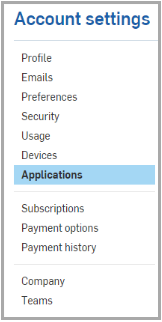 Account settings
Profile
Emails
Preferences
Security
Usage
Devices
Applications
Subscriptions
Payment options
Payment history
Company
Teams